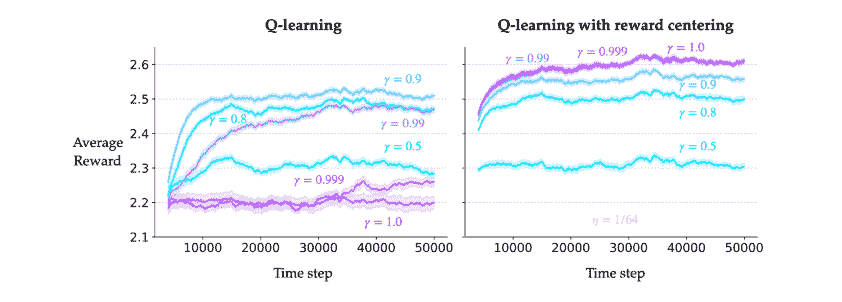 Q-learning
Q-learning with reward centering
2.6
2.5
2.4
2.3
2.2
2.1
Average
Reward
γ = 0.9
γ = 0.8
γ = 0.99
γ = 0.5
γ = 0.999
γ = 1.0
10000 20000 30000 40000 50000
Time step
γ = 0.99
γ = 0.999
γ = 1.0
γ = 0.9
γ = 0.8
γ = 0.5
η = 1/64
10000 20000 30000 40000 50000
Time step